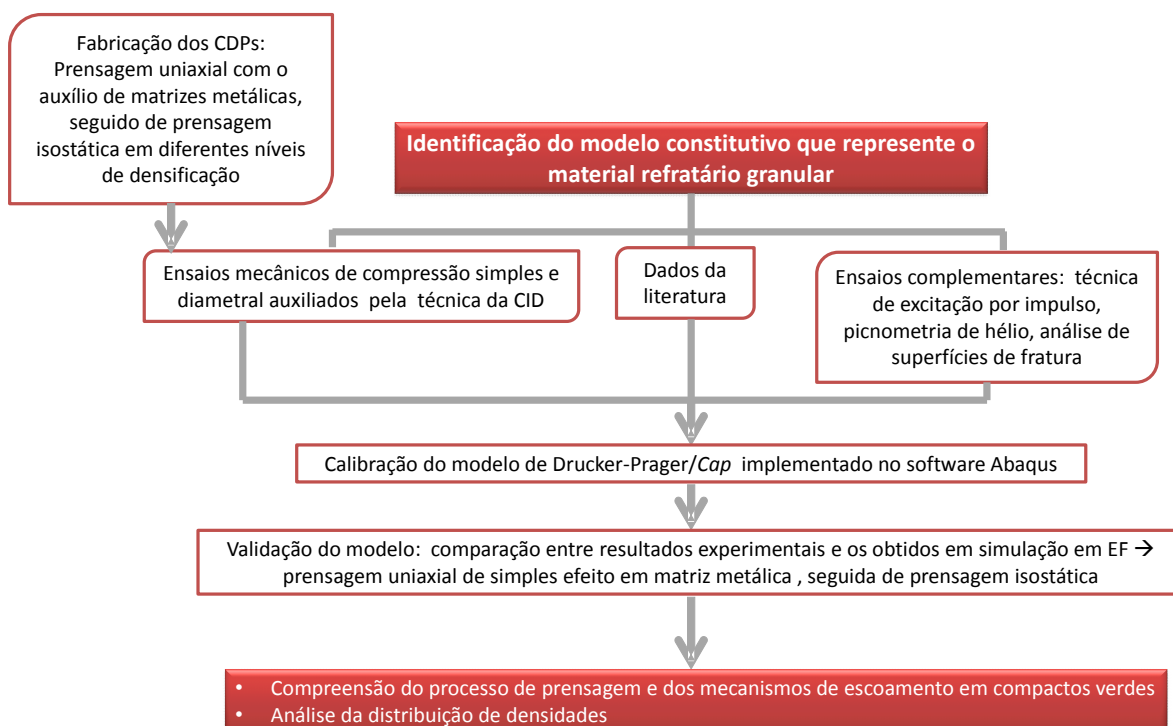 Fabricação dos CDPs:
Prensagem uniaxial com o
auxílio de matrizes metálicas,
seguido de prensagem
isostática em diferentes níveis
de densificação
Identificação do modelo constitutivo que represente o
material refratário granular
Ensaios mecânicos de compressão simples e
diametral auxiliados pela técnica da CID
Dados da
literatura
Ensaios complementares: técnica
de excitação por impulso,
picnometria de hélio, análise de
superfícies de fratura
Calibração do modelo de Drucker-Prager/Cap implementado no software Abaqus
Validação do modelo: comparação entre resultados experimentais e os obtidos em simulação em EF →
prensagem uniaxial de simples efeito em matriz metálica , seguida de prensagem isostática
• Compreensão do processo de prensagem e dos mecanismos de escoamento em compactos verdes
• Análise da distribuição de densidades